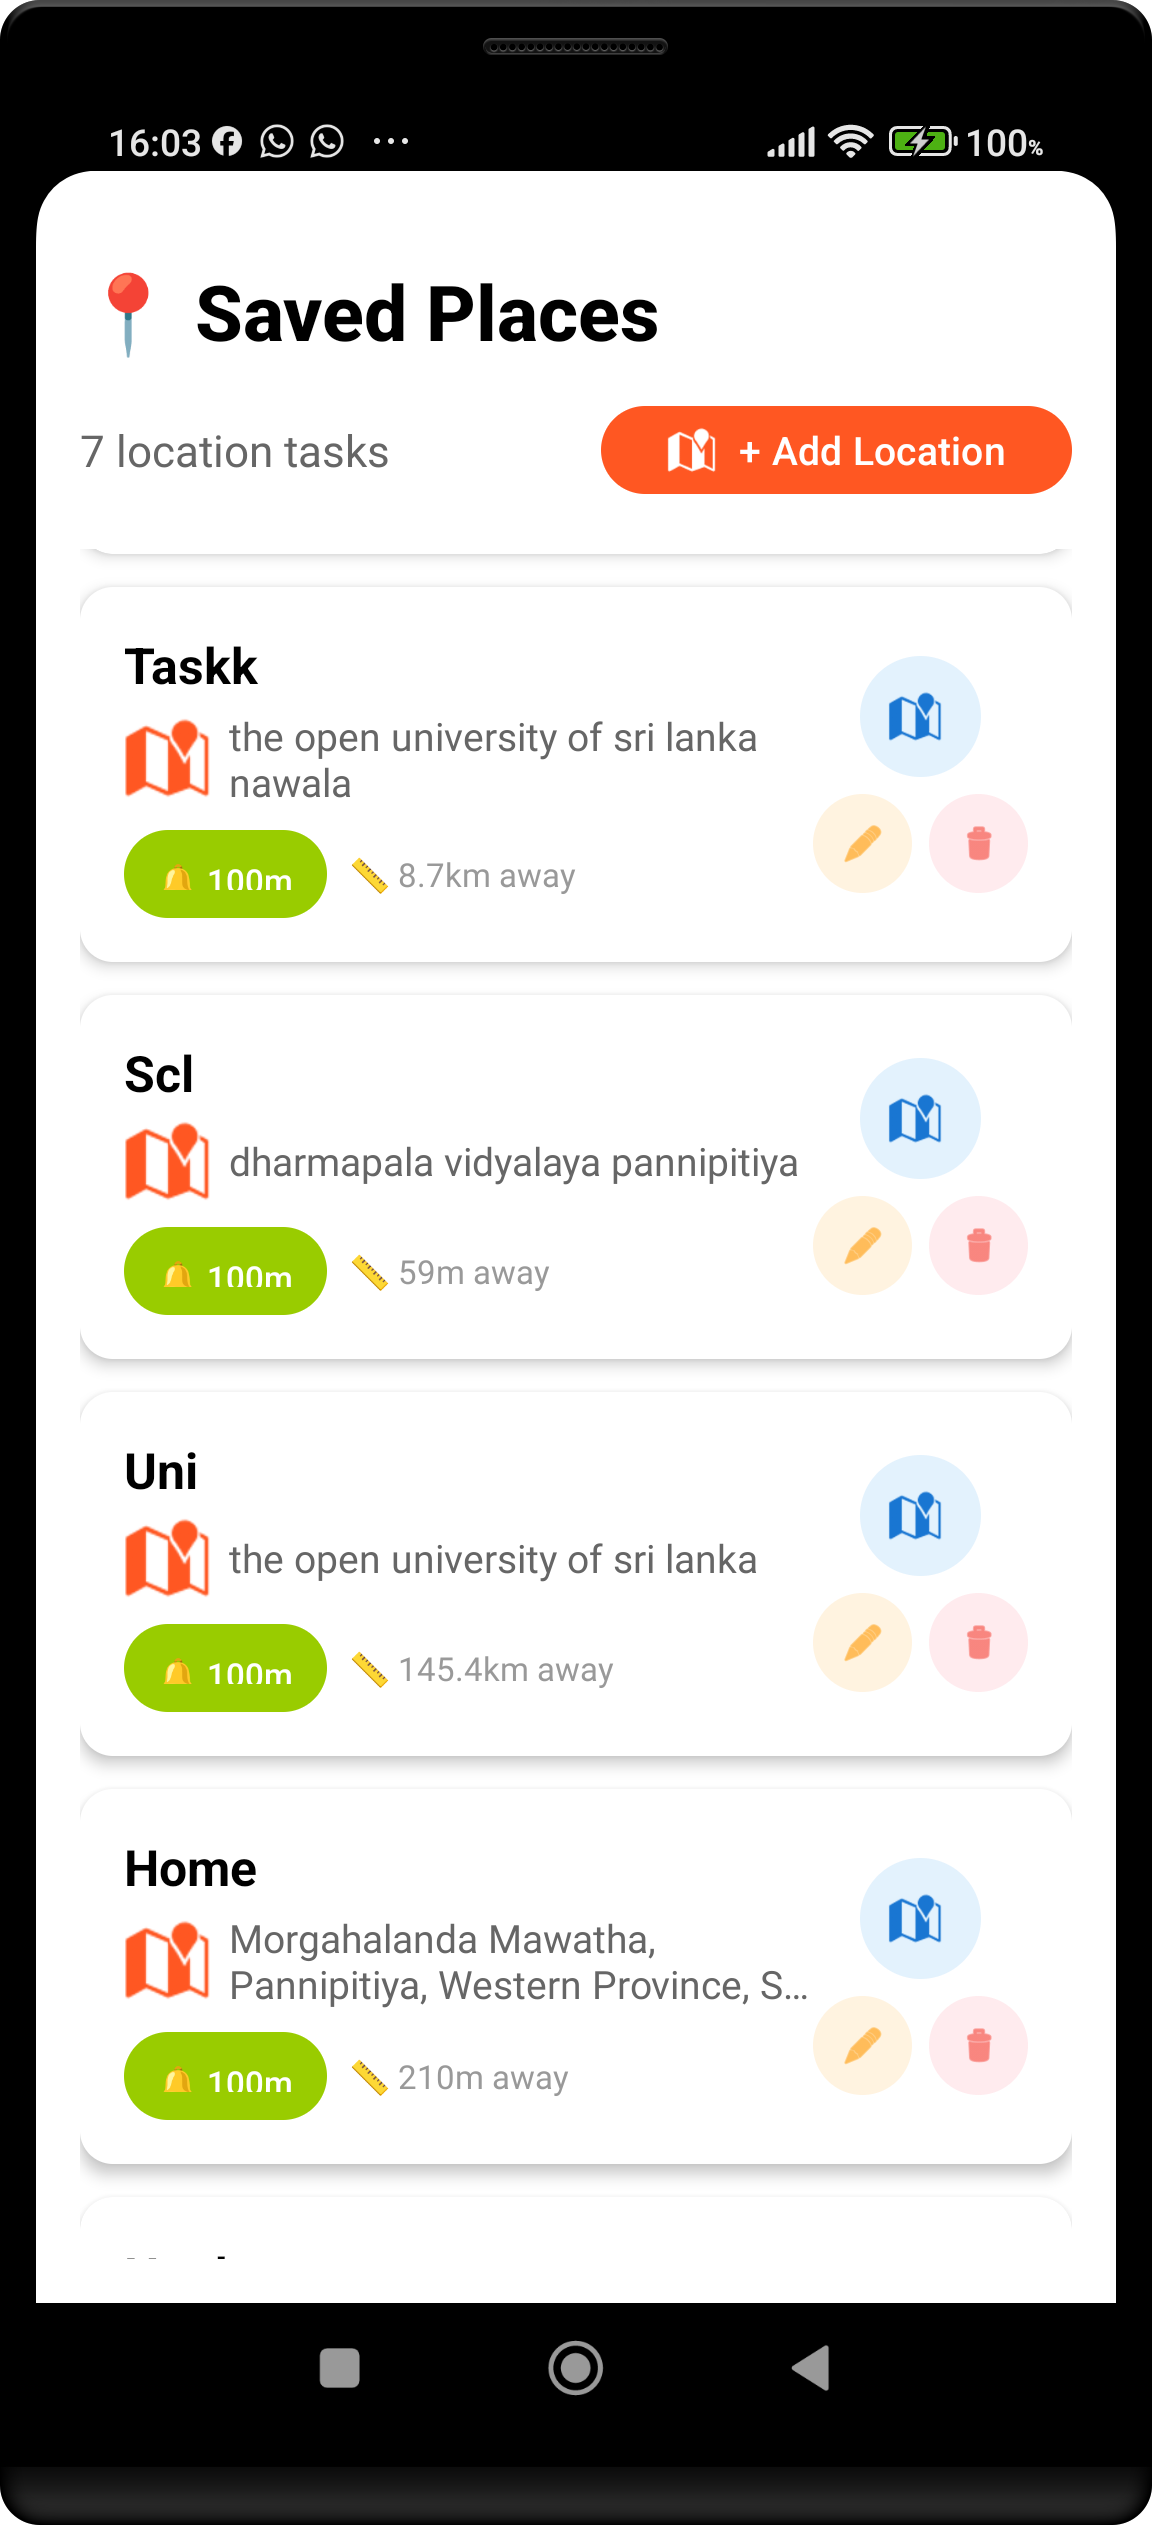 16:03 ... 100%
📍 Saved Places
7 location tasks
+ Add Location
Taskk
the open university of sri lanka
nawala
🔔 100m 📏 8.7km away
Scl
dharmapala vidyalaya pannipitiya
🔔 100m 📏 59m away
Uni
the open university of sri lanka
🔔 100m 📏 145.4km away
Home
Morgahalanda Mawatha,
Pannipitiya, Western Province, S...
🔔 100m 📏 210m away